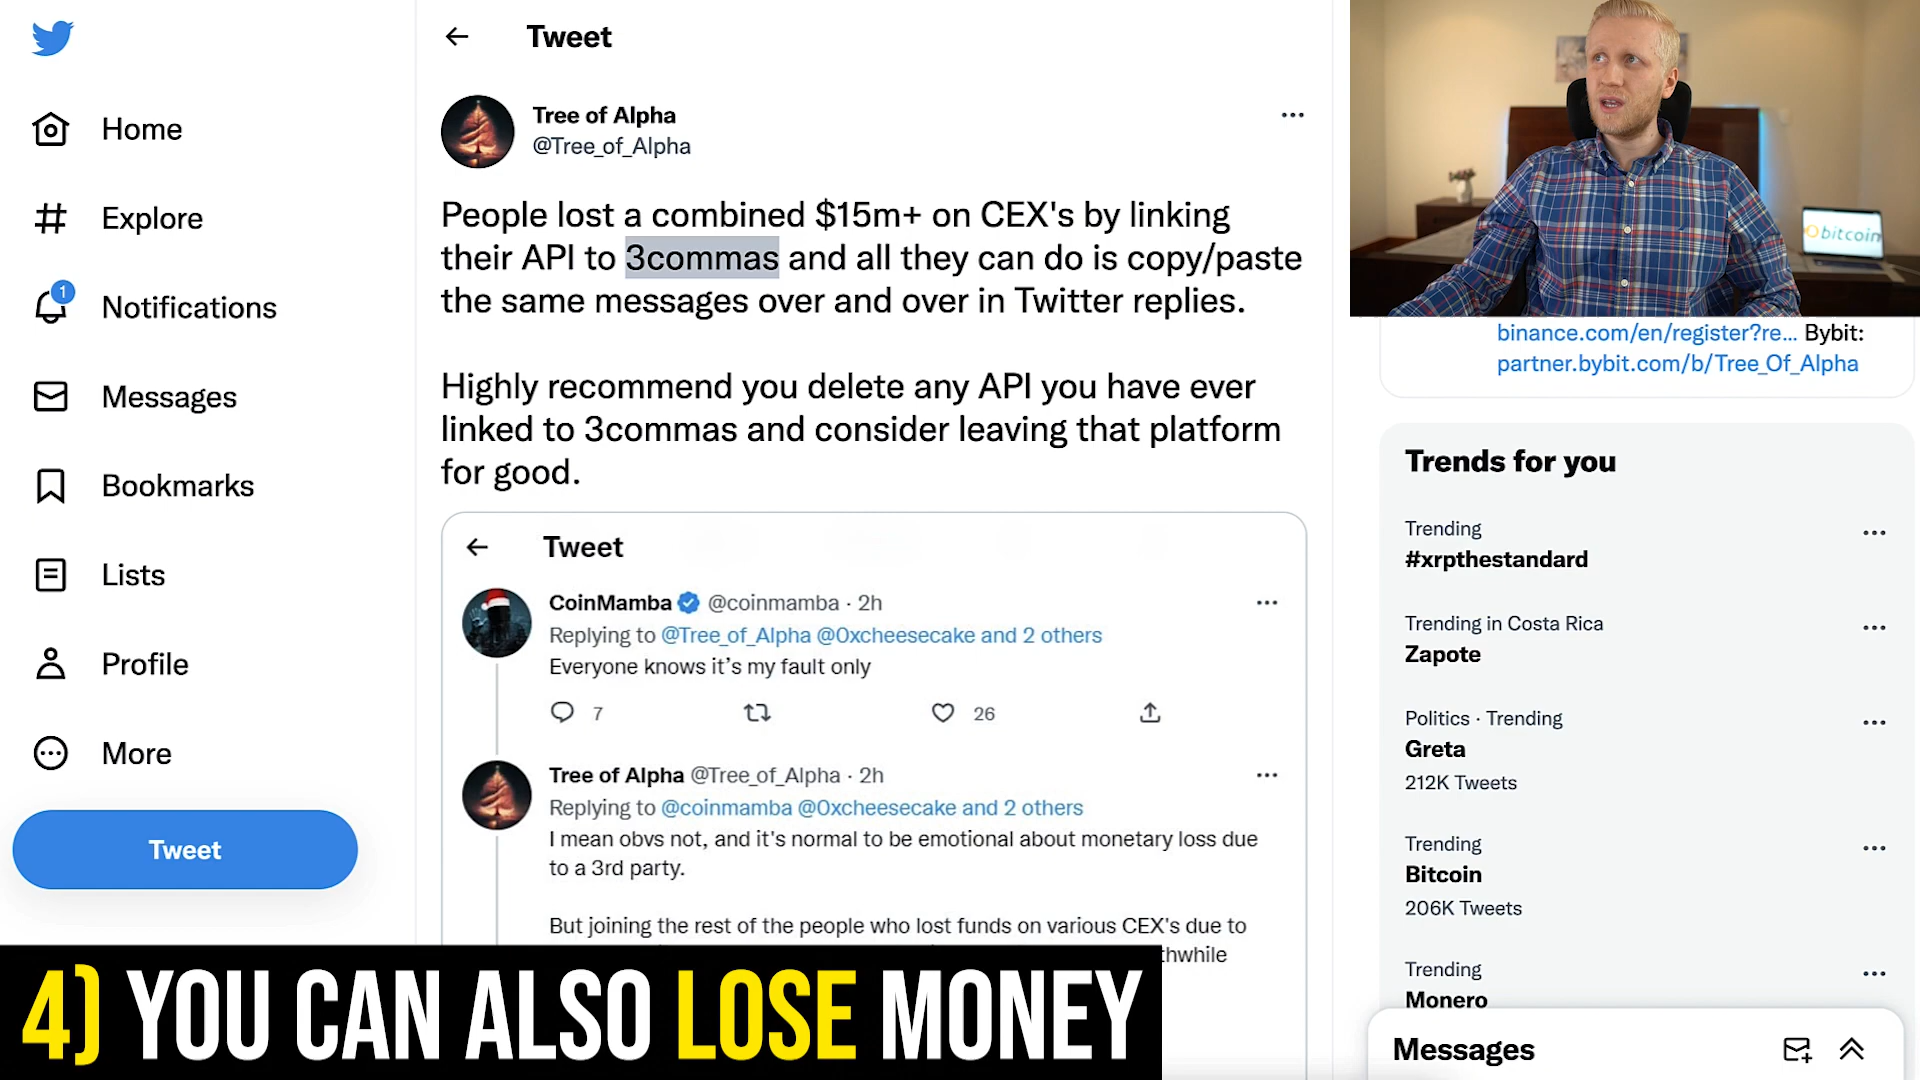 Home
Explore
1
Notifications
Messages
Bookmarks
Lists
Profile
More
Tweet
Tweet
Tree of Alpha
@Tree_of_Alpha
People lost a combined $15m+ on CEX's by linking
their API to 3commas and all they can do is copy/paste
the same messages over and over in Twitter replies.
Highly recommend you delete any API you have ever
linked to 3commas and consider leaving that platform
for good.
Tweet
CoinMamba @coinmamba · 2h
Replying to @Tree_of_Alpha @0xcheesecake and 2 others
Everyone knows it's my fault only
7
26
Tree of Alpha @Tree_of_Alpha · 2h
Replying to @coinmamba @0xcheesecake and 2 others
I mean obvs not, and it's normal to be emotional about monetary loss due
to a 3rd party.
But joining the rest of the people who lost funds on various CEX's due to
thwhile
bitcoin
binance.com/en/register?re... Bybit:
partner.bybit.com/b/Tree_Of_Alpha
Trends for you
Trending
#xrpthestandard
Trending in Costa Rica
Zapote
Politics · Trending
Greta
212K Tweets
Trending
Bitcoin
206K Tweets
Trending
Monero
Messages
4) YOU CAN ALSO LOSE MONEY